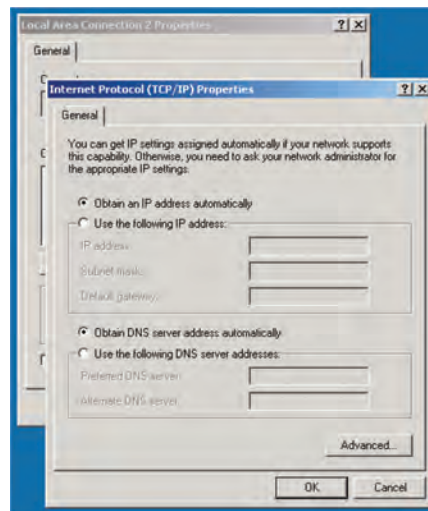 Local Area Connection 2 Properties
General
Internet Protocol (TCP/IP) Properties
General
You can get IP settings assigned automatically if your network supports
this capability. Otherwise, you need to ask your network administrator for
the appropriate IP settings.
Obtain an IP address automatically
Use the following IP address:
IP address:
Subnet mask:
Default gateway:
Obtain DNS server address automatically
Use the following DNS server addresses:
Preferred DNS server:
Alternate DNS server:
Advanced...
OK
Cancel